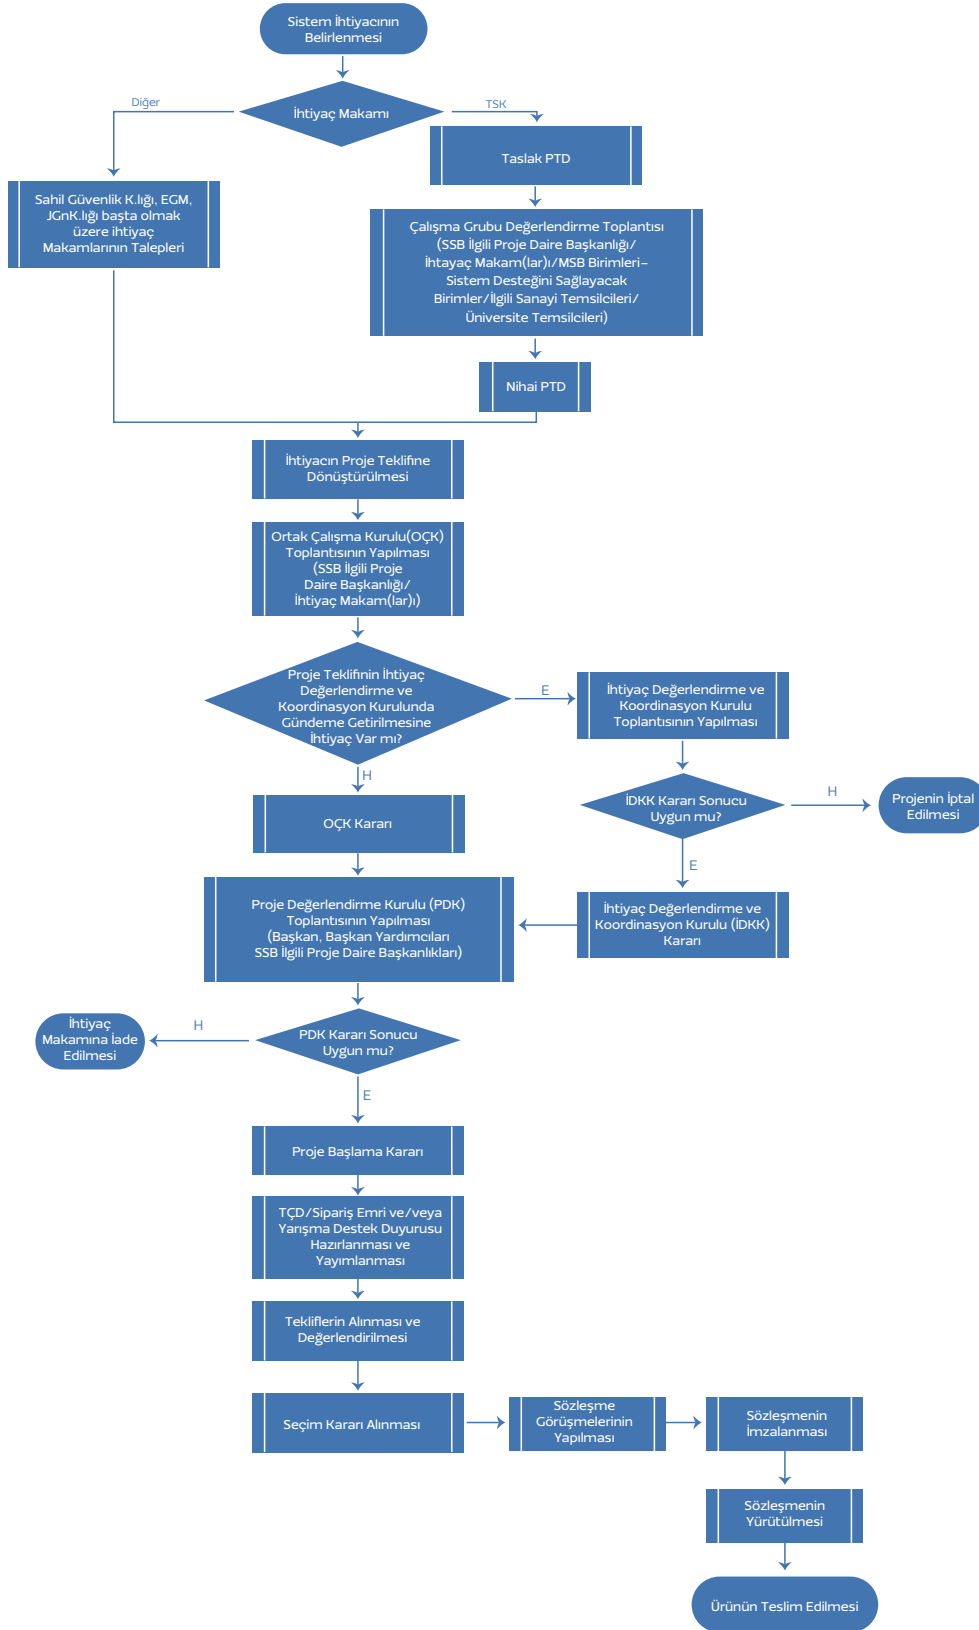 Sistem İhtiyacının
Belirlenmesi
Diğer
İhtiyaç Makamı
TSK
Taslak PTD
Sahil Güvenlik K.lığı, EGM,
JGnK.lığı başta olmak
üzere ihtiyaç
Makamlarının Talepleri
Çalışma Grubu Değerlendirme Toplantısı
(SSB İlgili Proje Daire Başkanlığı/
İhtayaç Makam(lar)ı/MSB Birimleri-
Sistem Desteğini Sağlayacak
Birimler/İlgili Sanayi Temsilcileri/
Üniversite Temsilcileri)
Nihai PTD
İhtiyacın Proje Teklifine
Dönüştürülmesi
Ortak Çalışma Kurulu(OÇK)
Toplantısının Yapılması
(SSB İlgili Proje
Daire Başkanlığı/
İhtiyaç Makam(lar)ı)
Proje Teklifinin İhtiyaç
Değerlendirme ve
Koordinasyon Kurulunda
Gündeme Getirilmesine
İhtiyaç Var mı?
E
İhtiyaç Değerlendirme ve
Koordinasyon Kurulu
Toplantısının Yapılması
H
OÇK Kararı
İDKK Kararı Sonucu
Uygun mu?
H
Projenin İptal
Edilmesi
E
Proje Değerlendirme Kurulu (PDK)
Toplantısının Yapılması
(Başkan, Başkan Yardımcıları
SSB İlgili Proje Daire Başkanlıkları)
İhtiyaç Değerlendirme ve
Koordinasyon Kurulu (İDKK)
Kararı
İhtiyaç
Makamına İade
Edilmesi
H
PDK Kararı Sonucu
Uygun mu?
E
Proje Başlama Kararı
TÇD/Sipariş Emri ve/veya
Yarışma Destek Duyurusu
Hazırlanması ve
Yayımlanması
Tekliflerin Alınması ve
Değerlendirilmesi
Seçim Kararı Alınması
Sözleşme
Görüşmelerinin
Yapılması
Sözleşmenin
İmzalanması
Sözleşmenin
Yürütülmesi
Ürünün Teslim Edilmesi